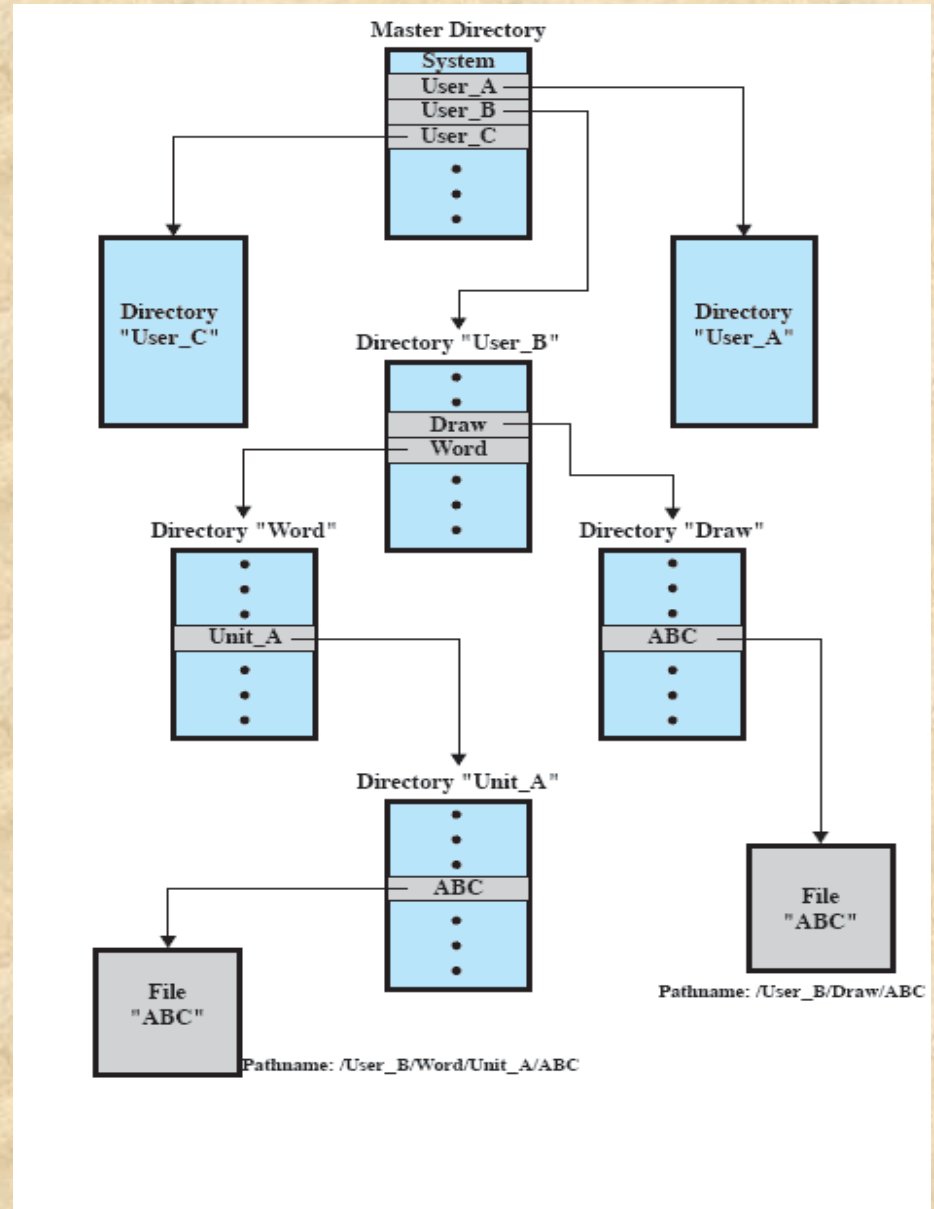 Master Directory
System
User_A
User_B
User_C
Directory
"User_C"
Directory
"User_A"
Directory "User_B"
Draw
Word
Directory "Word"
Unit_A
Directory "Draw"
ABC
Directory "Unit_A"
ABC
File
"ABC"
Pathname: /User_B/Draw/ABC
File
"ABC"
Pathname: /User_B/Word/Unit_A/ABC